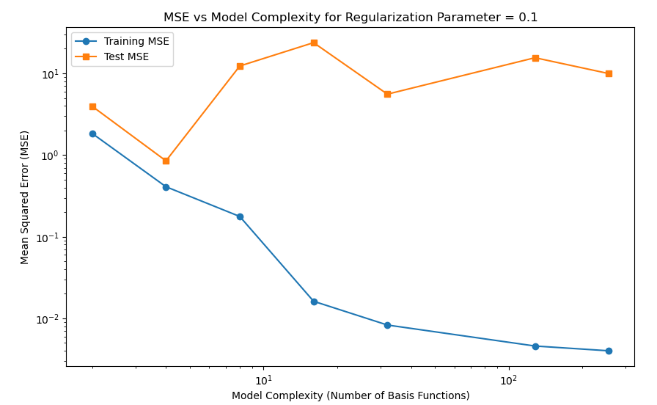 MSE vs Model Complexity for Regularization Parameter = 0.1
Training MSE
Test MSE
Mean Squared Error (MSE)
10¹
10⁰
10⁻¹
10⁻²
10¹
10²
Model Complexity (Number of Basis Functions)